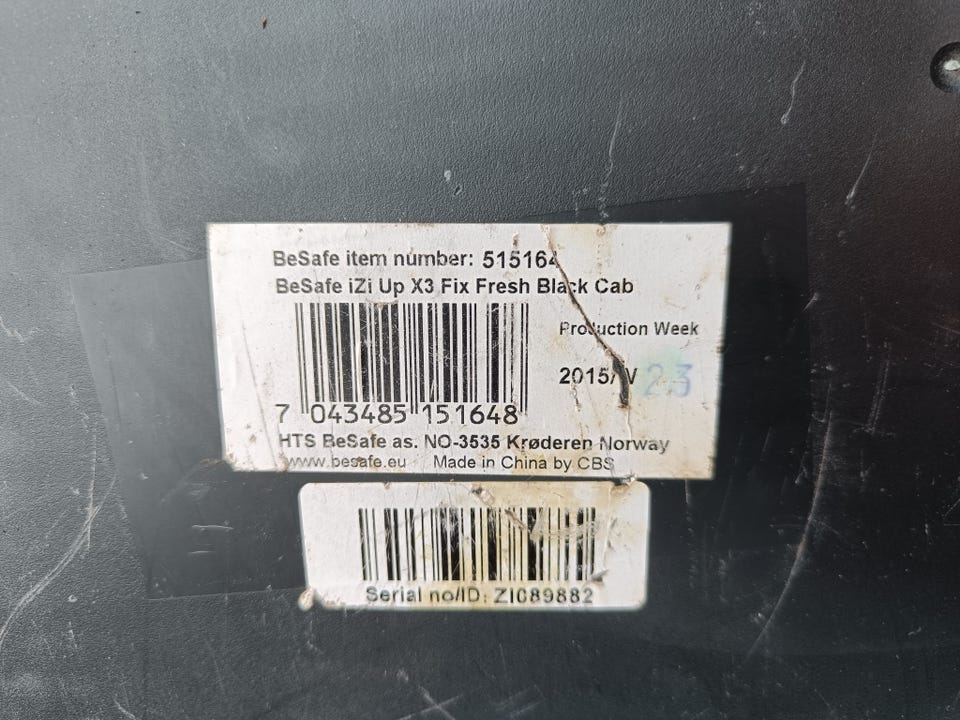 BeSafe item number: 515164
BeSafe iZi Up X3 Fix Fresh Black Cab
Production Week
2015/W 23
7 043485 151648
HTS BeSafe as. NO-3535 Krøderen Norway
www.besafe.eu Made in China by CBS
Serial no/ID: ZI089882